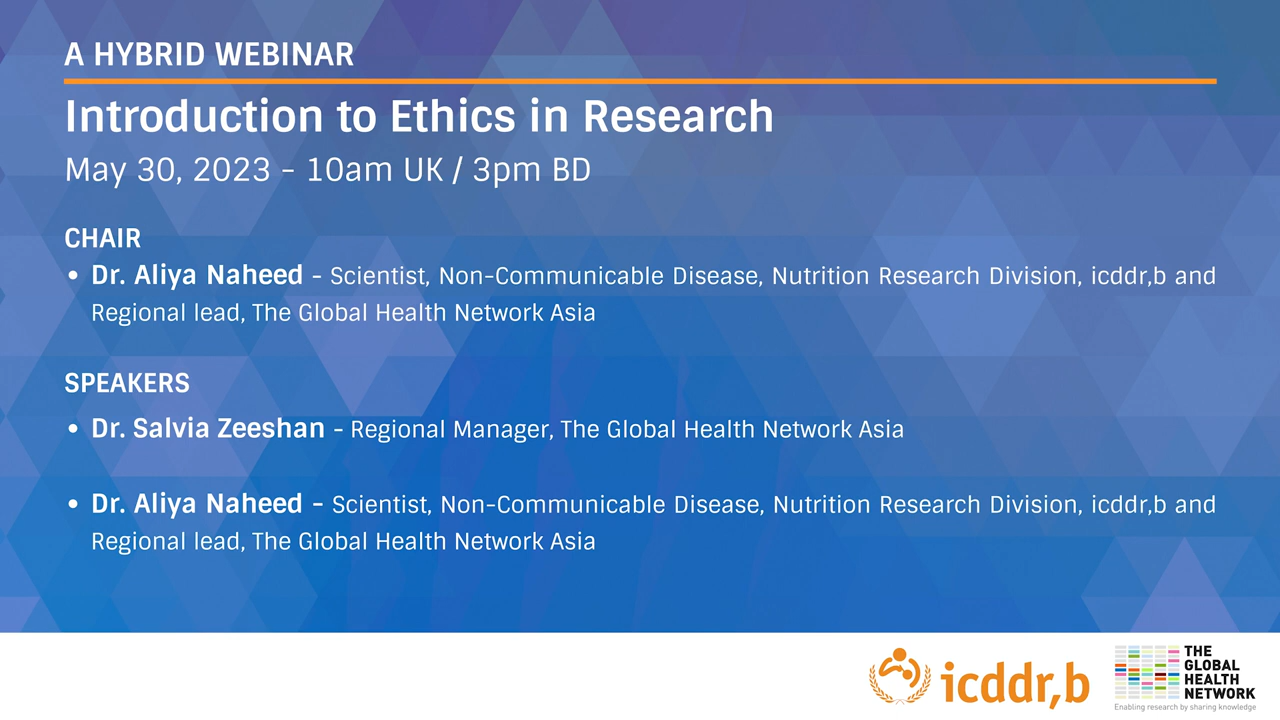 A HYBRID WEBINAR
Introduction to Ethics in Research
May 30, 2023 - 10am UK / 3pm BD
CHAIR
• Dr. Aliya Naheed - Scientist, Non-Communicable Disease, Nutrition Research Division, icddr,b and
Regional lead, The Global Health Network Asia
SPEAKERS
• Dr. Salvia Zeeshan - Regional Manager, The Global Health Network Asia
• Dr. Aliya Naheed - Scientist, Non-Communicable Disease, Nutrition Research Division, icddr,b and
Regional lead, The Global Health Network Asia
icddr,b
THE
GLOBAL
HEALTH
NETWORK
Enabling research by sharing knowledge